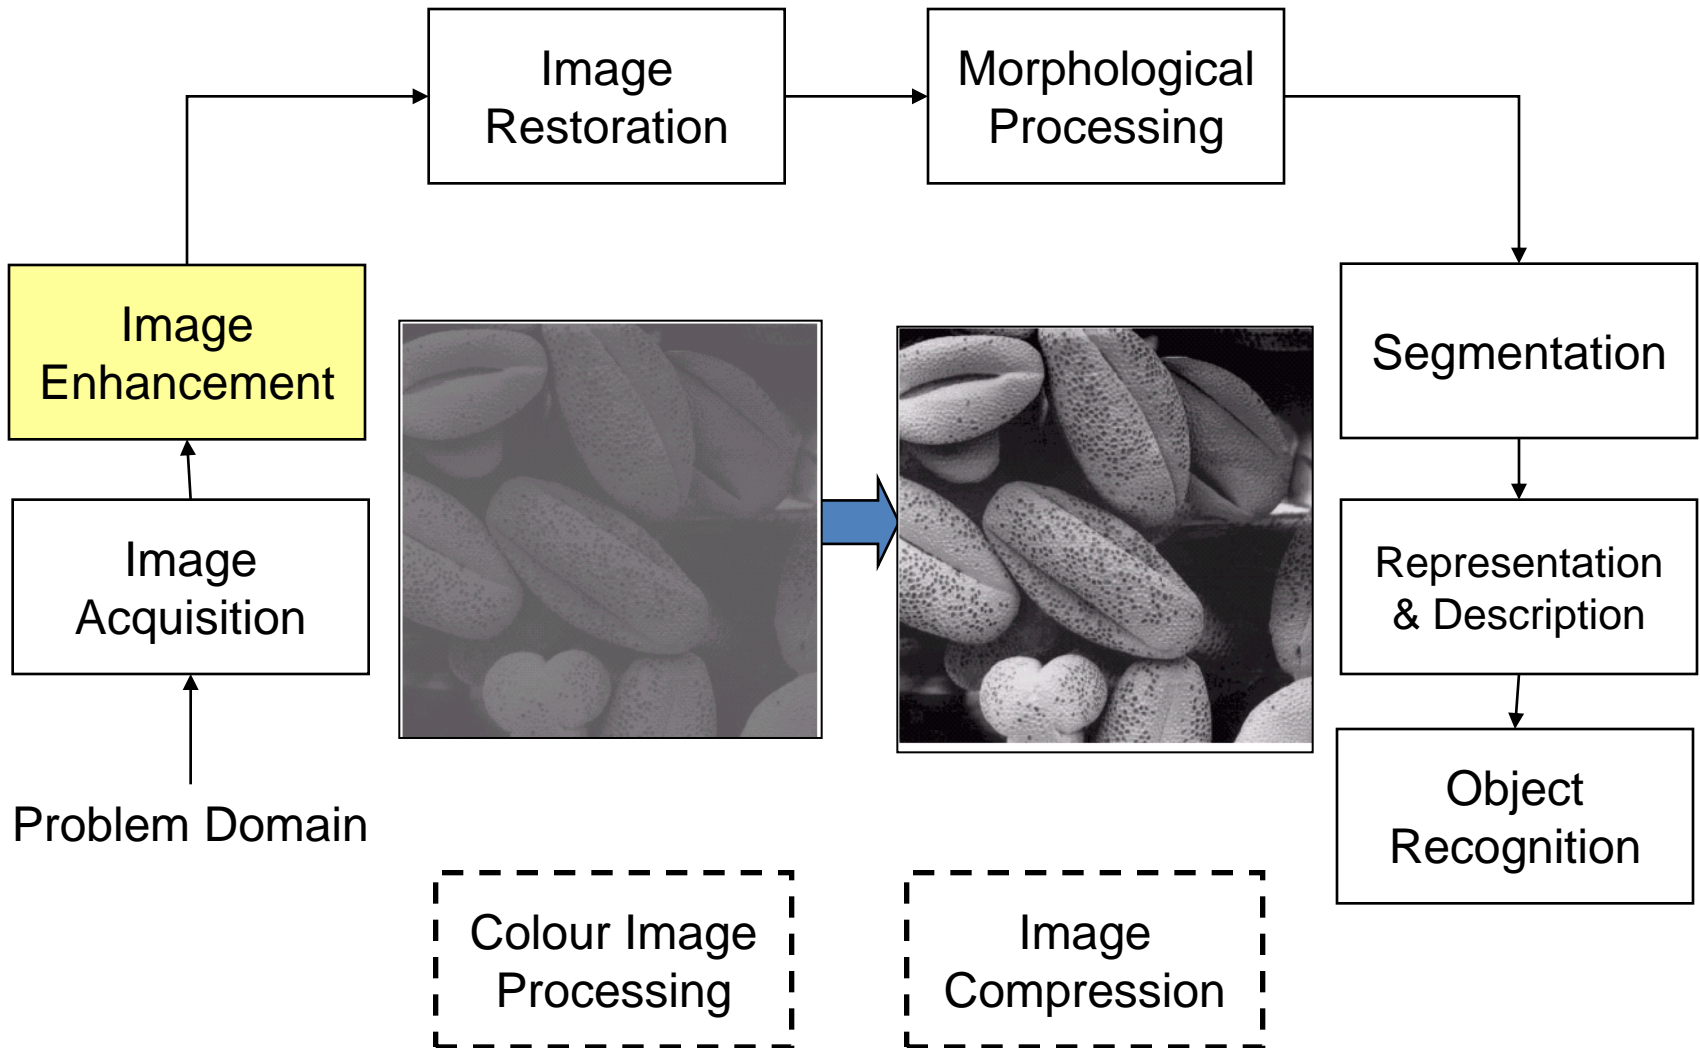 Image
Restoration
Morphological
Processing
Image
Enhancement
Segmentation
Image
Acquisition
Representation
& Description
Problem Domain
Object
Recognition
Colour Image
Processing
Image
Compression